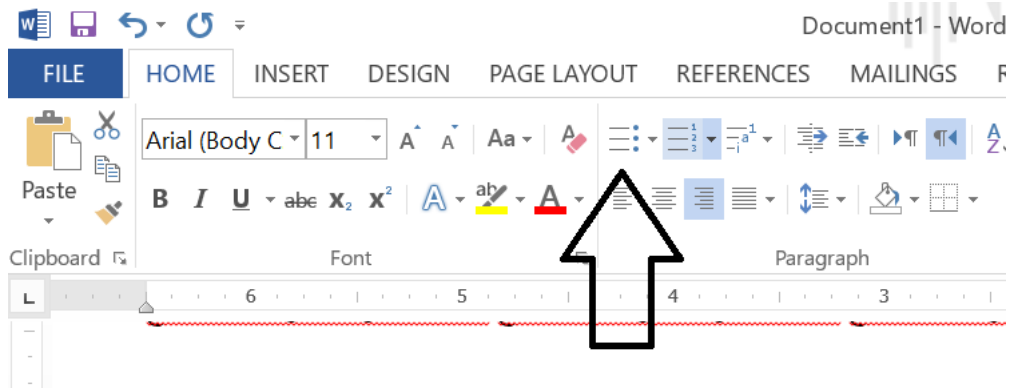 Document1 - Word
FILE HOME INSERT DESIGN PAGE LAYOUT REFERENCES MAILINGS
Arial (Body C 11 A A Aa A
Paste B I U abc X₂ X² A ab A
Clipboard Font Paragraph
L 6 5 4 3